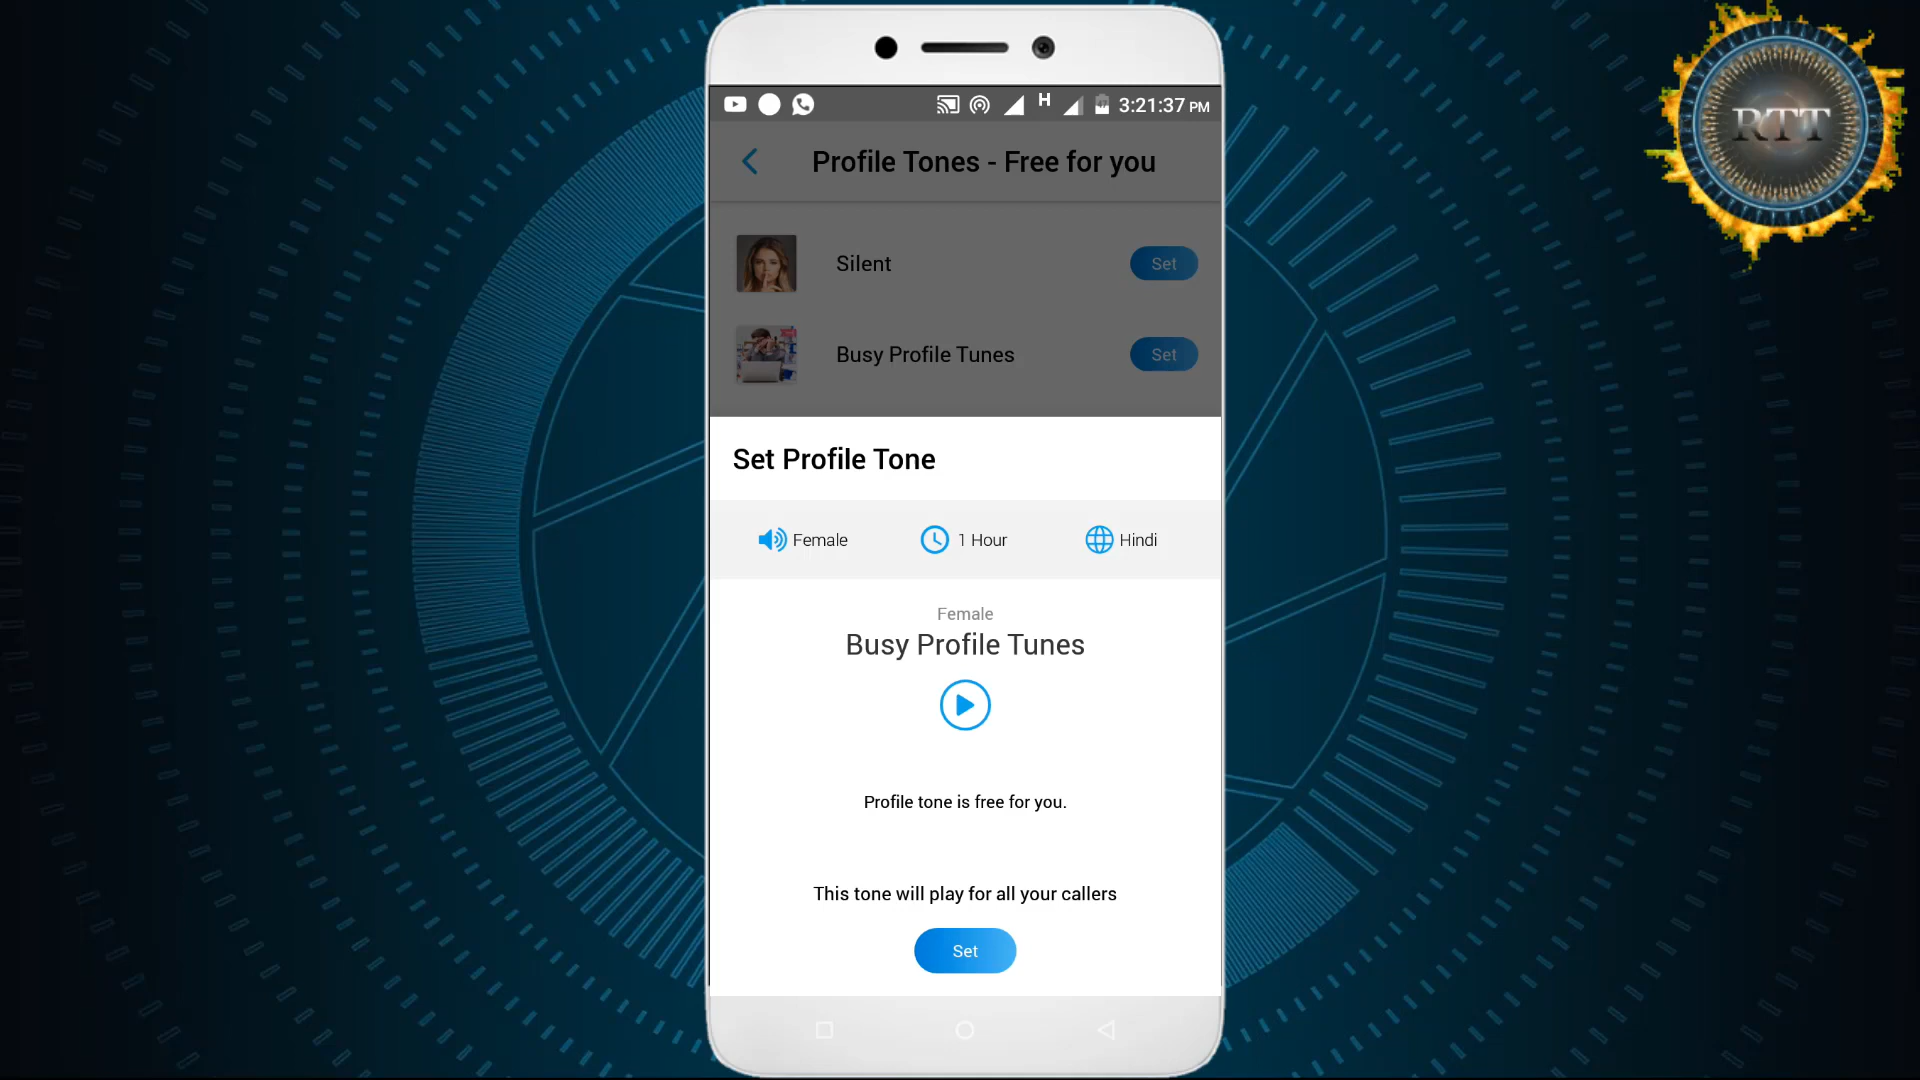 RTT
H 3:21:37 PM
Profile Tones - Free for you
Silent Set
Busy Profile Tunes Set
Set Profile Tone
Female 1 Hour Hindi
Female
Busy Profile Tunes
Profile tone is free for you.
This tone will play for all your callers
Set